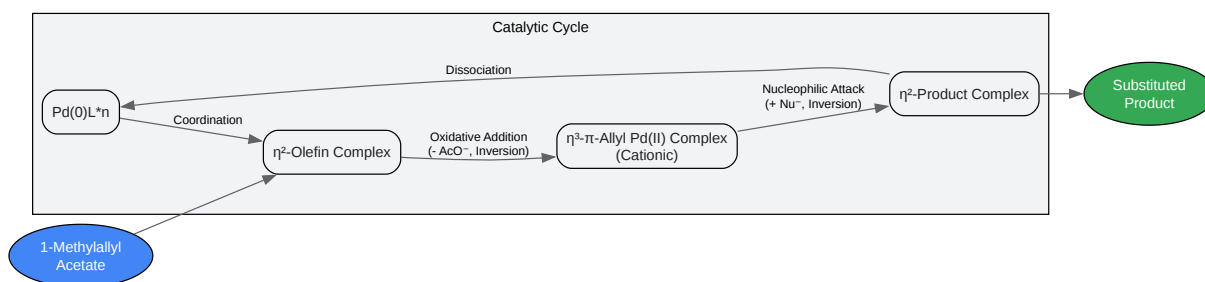 Catalytic Cycle
Dissociation
Pd(0)L*n
Coordination
η²-Olefin Complex
Oxidative Addition
(- AcO⁻, Inversion)
η³-π-Allyl Pd(II) Complex
(Cationic)
Nucleophilic Attack
(+ Nu⁻, Inversion)
η²-Product Complex
Substituted
Product
1-Methylallyl
Acetate